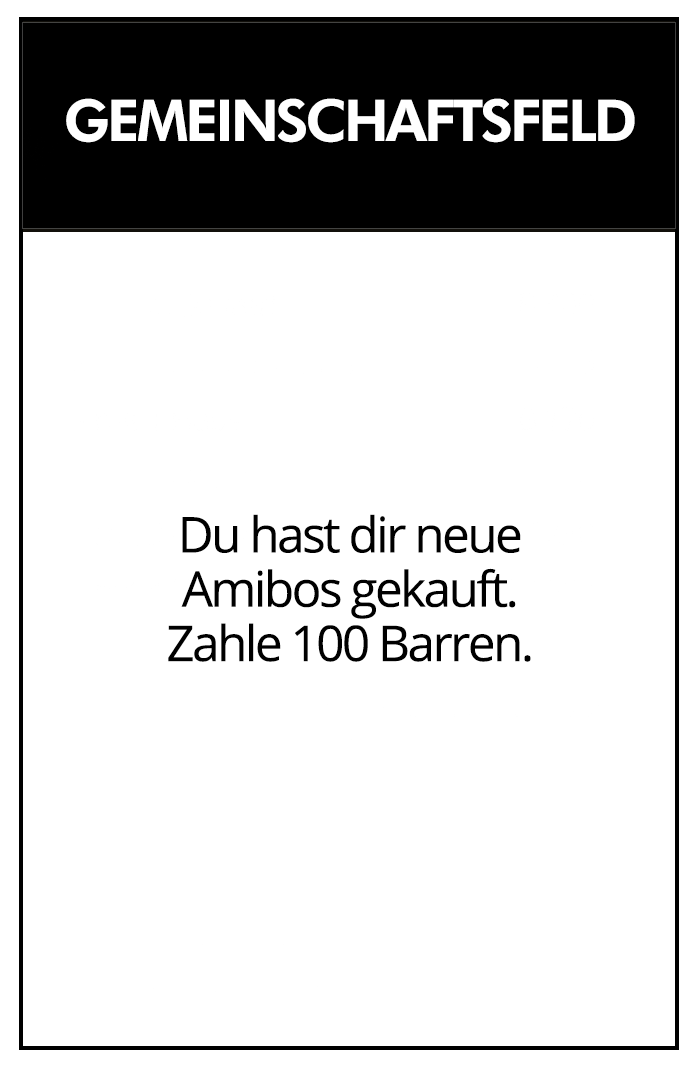 GEMEINSCHAFTSFELD
Du hast dir neue
Amibos gekauft.
Zahle 100 Barren.